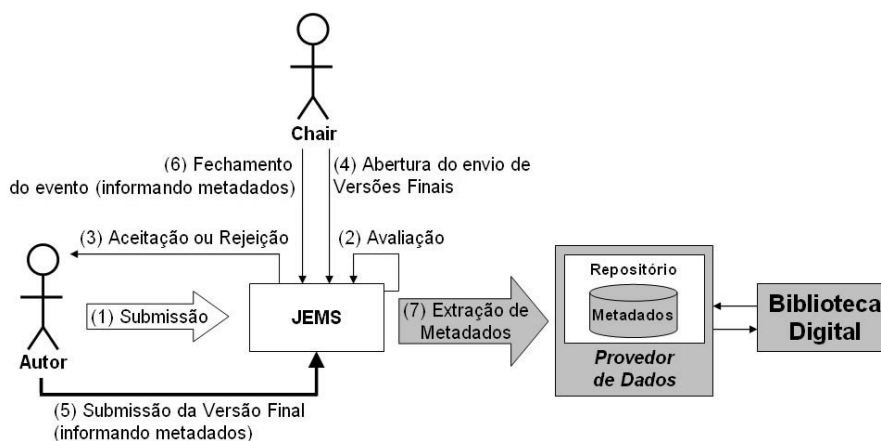 Chair
(6) Fechamento
do evento (informando metadados)
(4) Abertura do envio de
Versões Finais
(3) Aceitação ou Rejeição
(2) Avaliação
(1) Submissão
JEMS
(7) Extração de
Metadados
Repositório
Metadados
Provedor
de Dados
Biblioteca
Digital
Autor
(5) Submissão da Versão Final
(informando metadados)